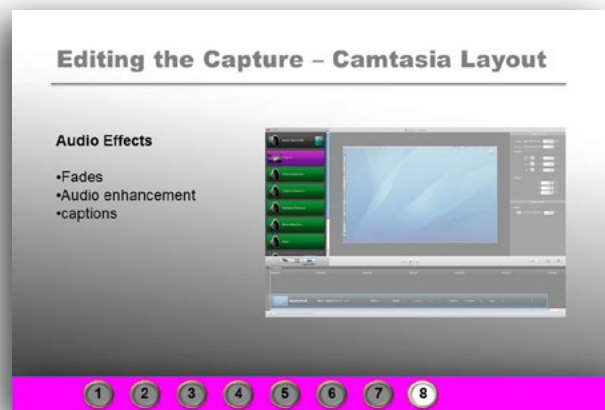 Editing the Capture – Camtasia Layout
Audio Effects
•Fades
•Audio enhancement
•captions
1 2 3 4 5 6 7 8